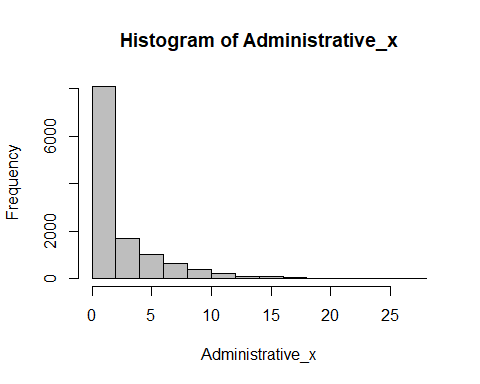 Histogram of Administrative_x
Frequency
6000
2000
0
0 5 10 15 20 25
Administrative_x